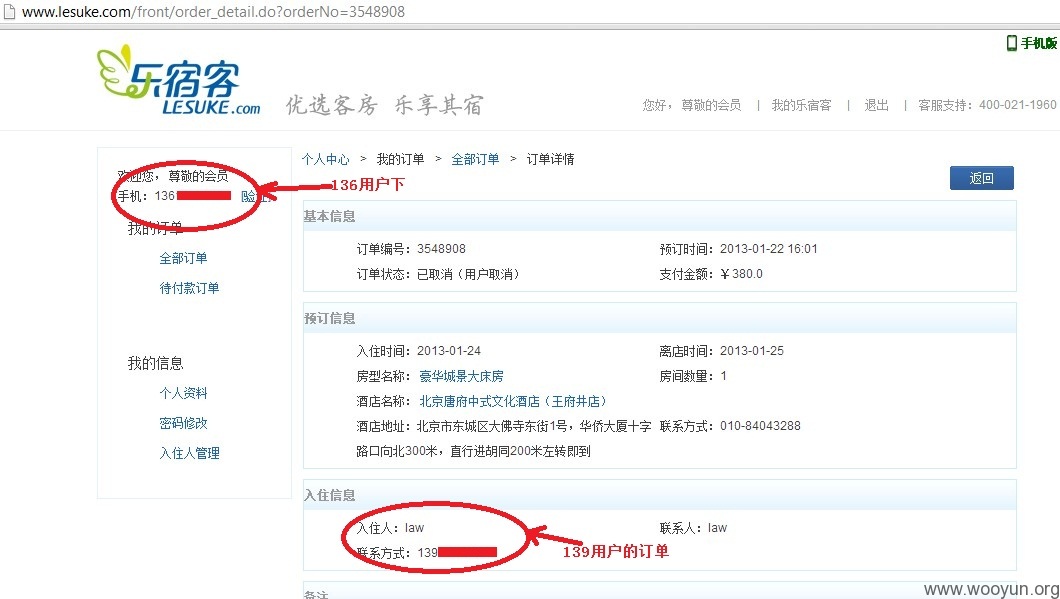 www.lesuke.com/front/order_detail.do?orderNo=3548908
手机版
乐宿客
LESUKE.com
优选客房 乐享其宿
您好，尊敬的会员 | 我的乐宿客 | 退出 | 客服支持：400-021-1960
欢迎您，尊敬的会员
手机：136
我的订单
全部订单
待付款订单
我的信息
个人资料
密码修改
入住人管理
个人中心 > 我的订单 > 全部订单 > 订单详情
136用户下
返回
基本信息
订单编号：3548908 预订时间：2013-01-22 16:01
订单状态：已取消（用户取消） 支付金额：￥380.0
预订信息
入住时间：2013-01-24 离店时间：2013-01-25
房型名称：豪华城景大床房 房间数量：1
酒店名称：北京唐府中式文化酒店（王府井店）
酒店地址：北京市东城区大佛寺东街1号，华侨大厦十字 联系方式：010-84043288
路口向北300米，直行进胡同200米左转即到
入住信息
入住人：law 联系人：law
联系方式：139
139用户的订单
备注
www.wooyun.org